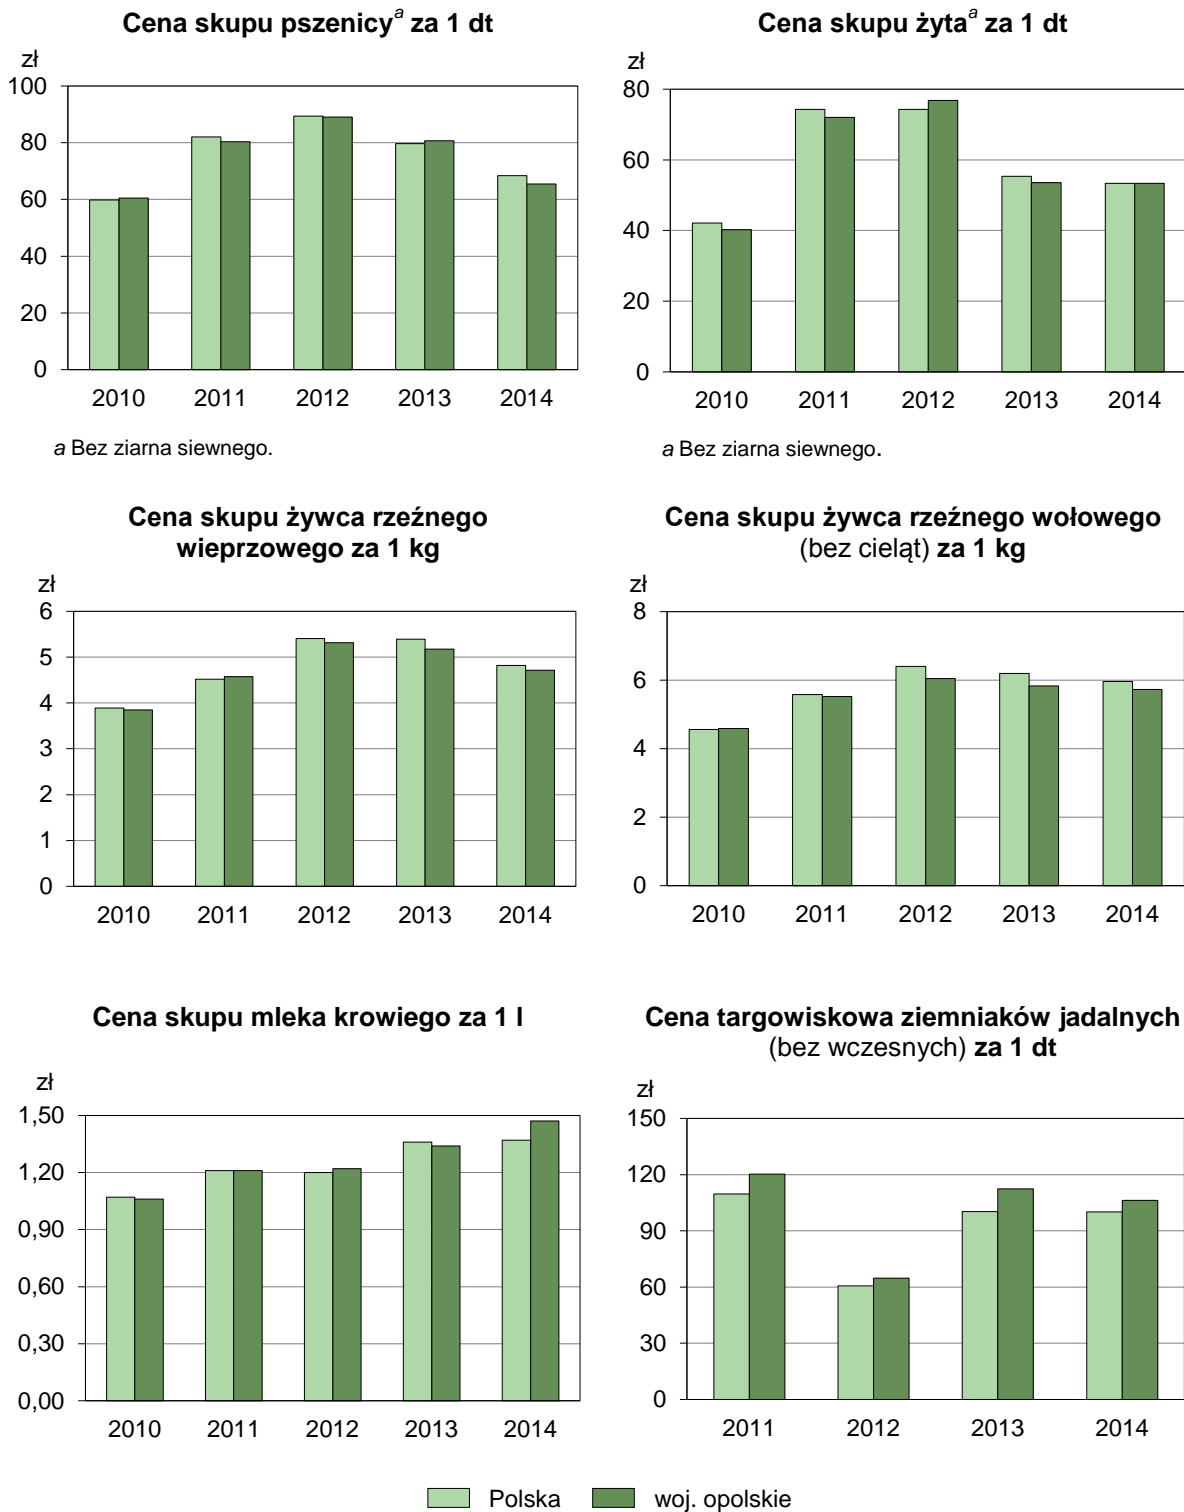 Cena skupu pszenicyᵃ za 1 dt
zł
100
80
60
40
20
0
2010 2011 2012 2013 2014
a Bez ziarna siewnego.
Cena skupu żytaᵃ za 1 dt
zł
80
60
40
20
0
2010 2011 2012 2013 2014
a Bez ziarna siewnego.
Cena skupu żywca rzeźnego
wieprzowego za 1 kg
zł
6
5
4
3
2
1
0
2010 2011 2012 2013 2014
Cena skupu żywca rzeźnego wołowego
(bez cieląt) za 1 kg
zł
8
6
4
2
0
2010 2011 2012 2013 2014
Cena skupu mleka krowiego za 1 l
zł
1,50
1,20
0,90
0,60
0,30
0,00
2010 2011 2012 2013 2014
Cena targowiskowa ziemniaków jadalnych
(bez wczesnych) za 1 dt
zł
150
120
90
60
30
0
2011 2012 2013 2014
Polska woj. opolskie